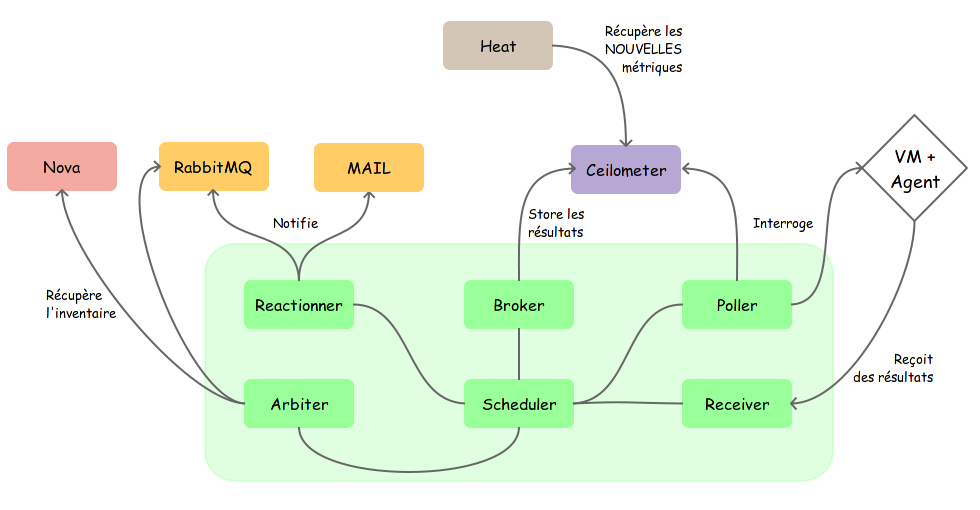 Heat
Récupère les
NOUVELLES
métriques
Nova
RabbitMQ
MAIL
Ceilometer
VM +
Agent
Notifie
Store les
résultats
Interroge
Récupère
l'inventaire
Reactionner
Broker
Poller
Reçoit
des résultats
Arbiter
Scheduler
Receiver